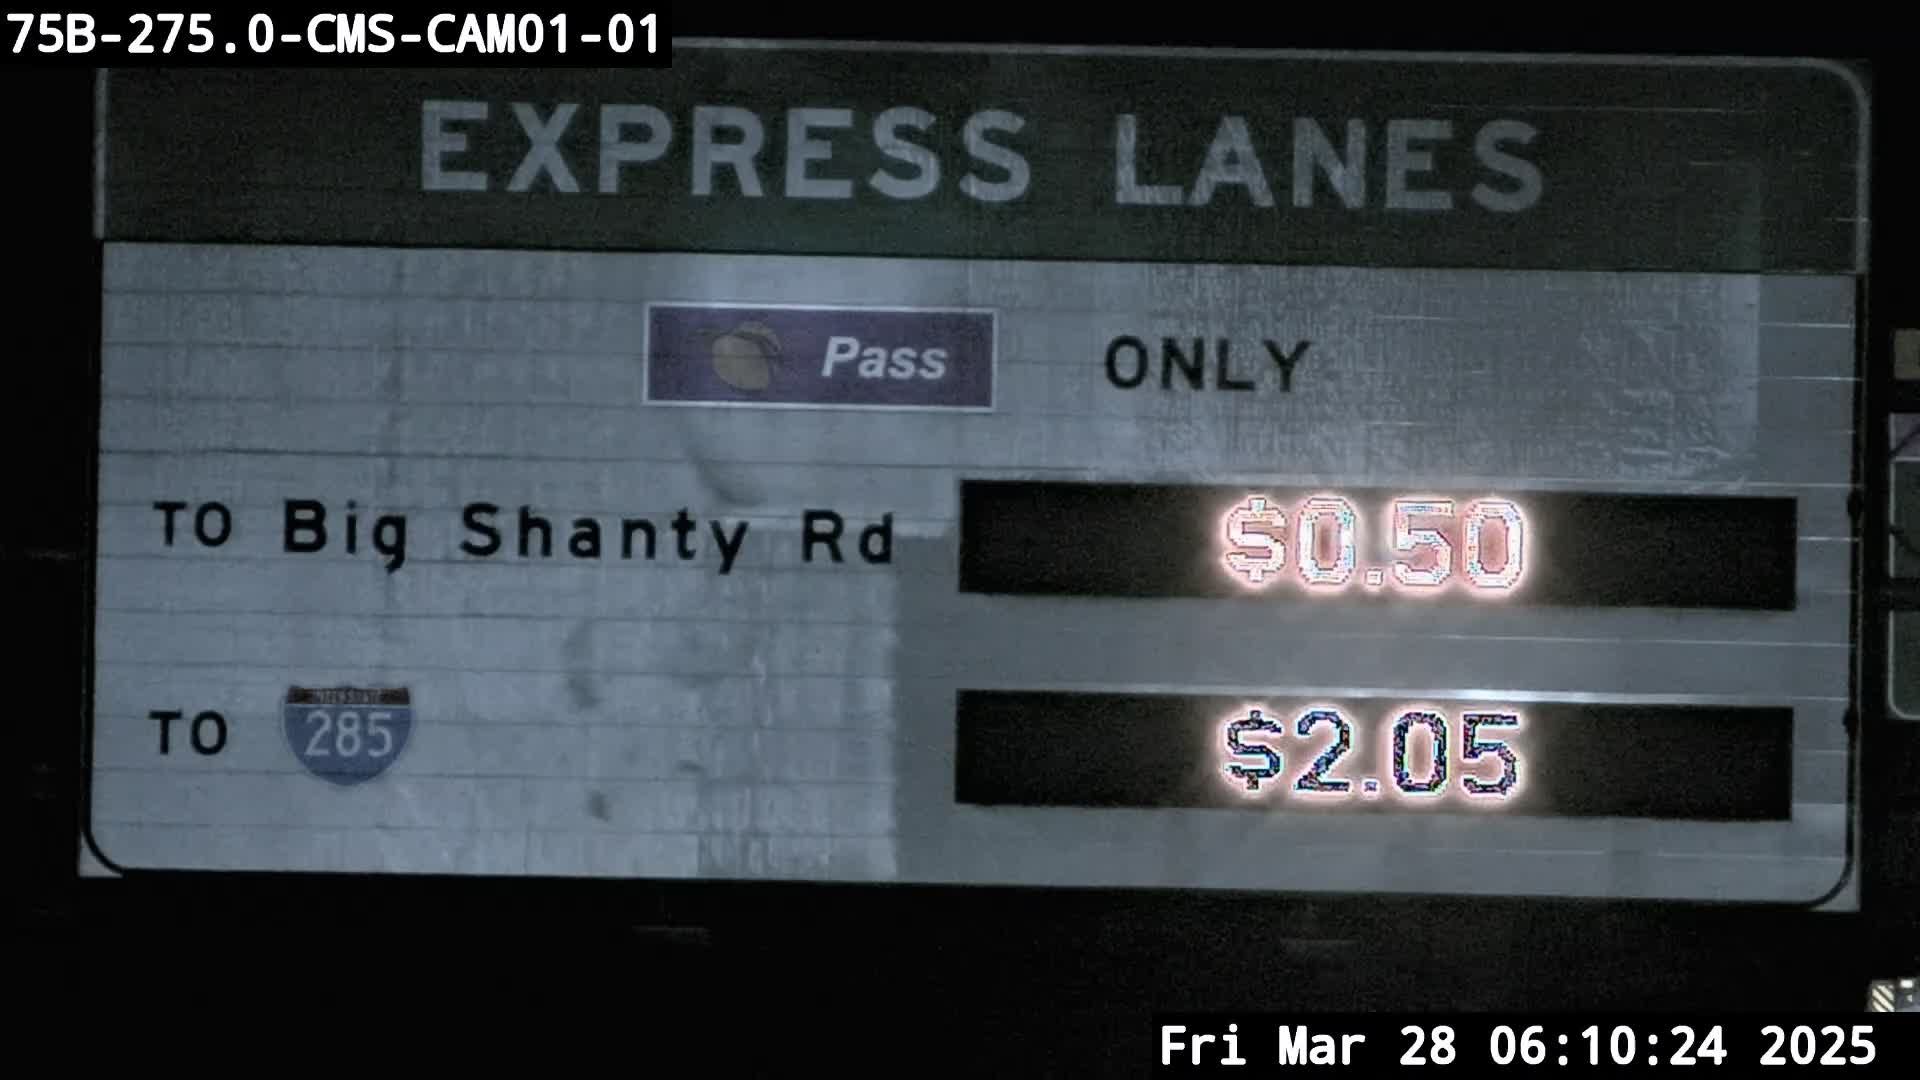 75B-275.0-CMS-CAM01-01
EXPRESS LANES
Pass ONLY
TO Big Shanty Rd $0.50
TO 285 $2.05
Fri Mar 28 06:10:24 2025